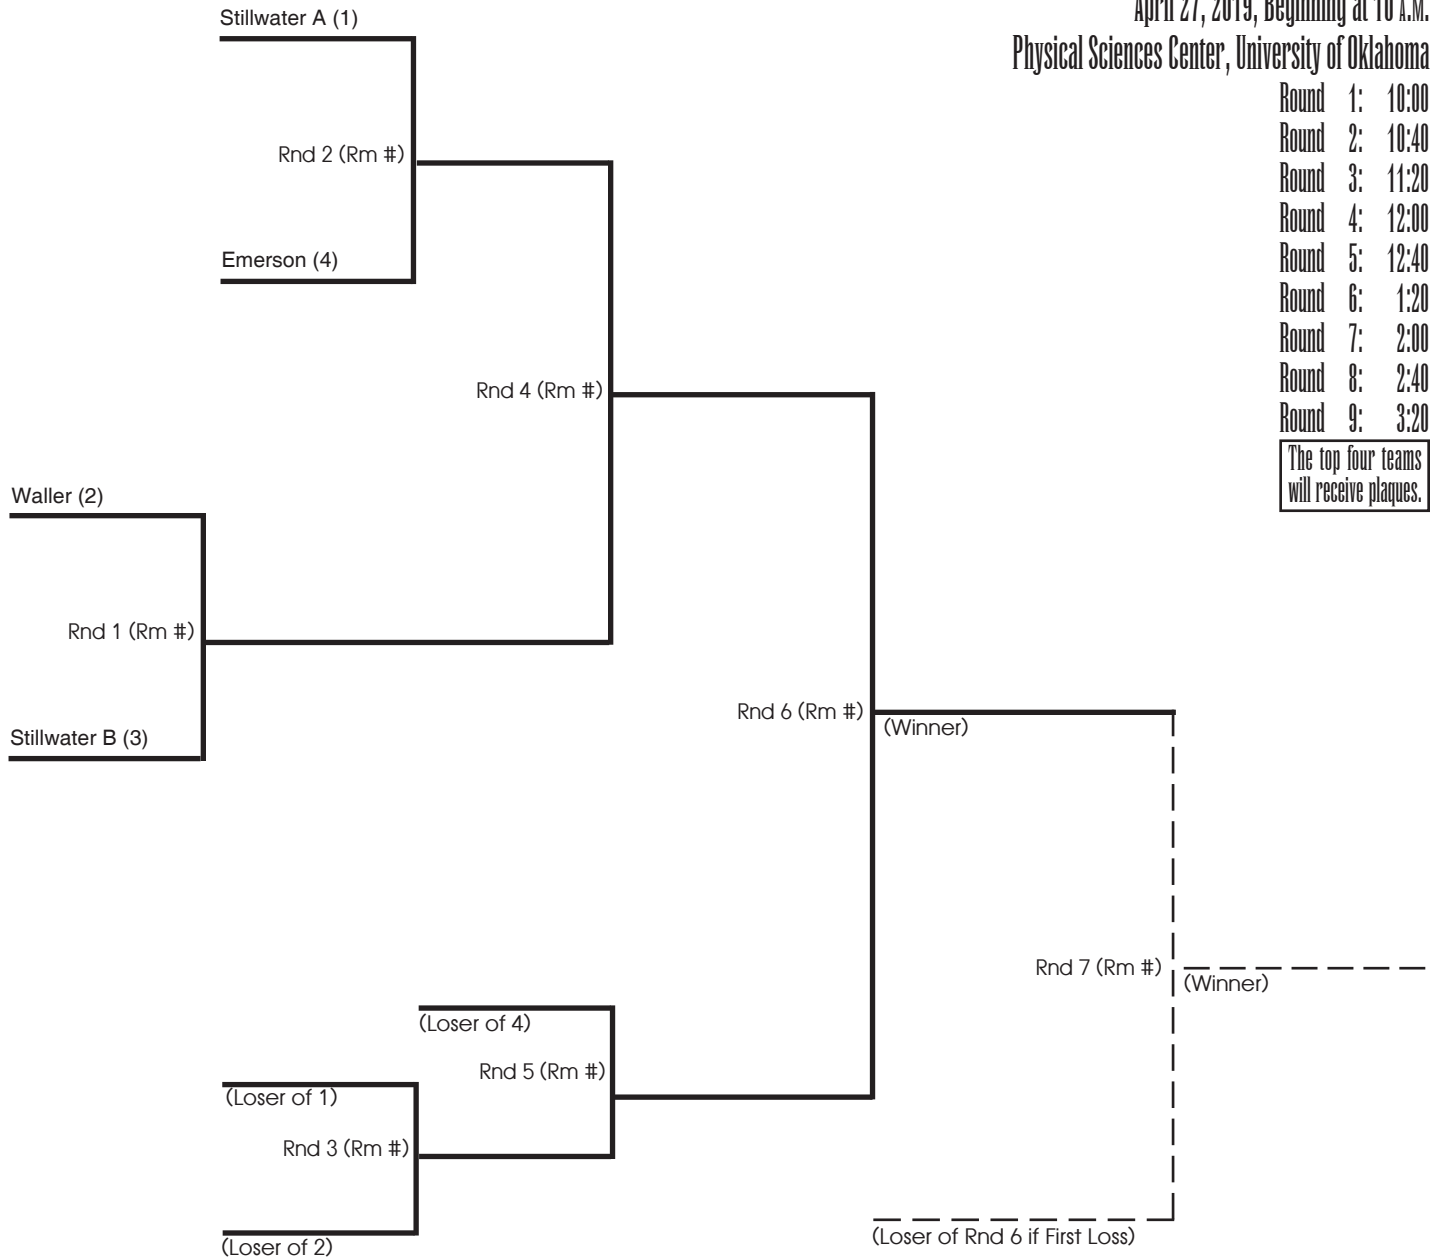 April 27, 2019, Beginning at 10 A.M.
Physical Sciences Center, University of Oklahoma
Round 1: 10:00
Round 2: 10:40
Round 3: 11:20
Round 4: 12:00
Round 5: 12:40
Round 6: 1:20
Round 7: 2:00
Round 8: 2:40
Round 9: 3:20
The top four teams
will receive plaques.
Stillwater A (1)
Rnd 2 (Rm #)
Emerson (4)
Rnd 4 (Rm #)
Waller (2)
Rnd 1 (Rm #)
Stillwater B (3)
Rnd 6 (Rm #)
(Winner)
Rnd 7 (Rm #)
(Winner)
(Loser of 4)
Rnd 5 (Rm #)
(Loser of 1)
Rnd 3 (Rm #)
(Loser of 2)
(Loser of Rnd 6 if First Loss)